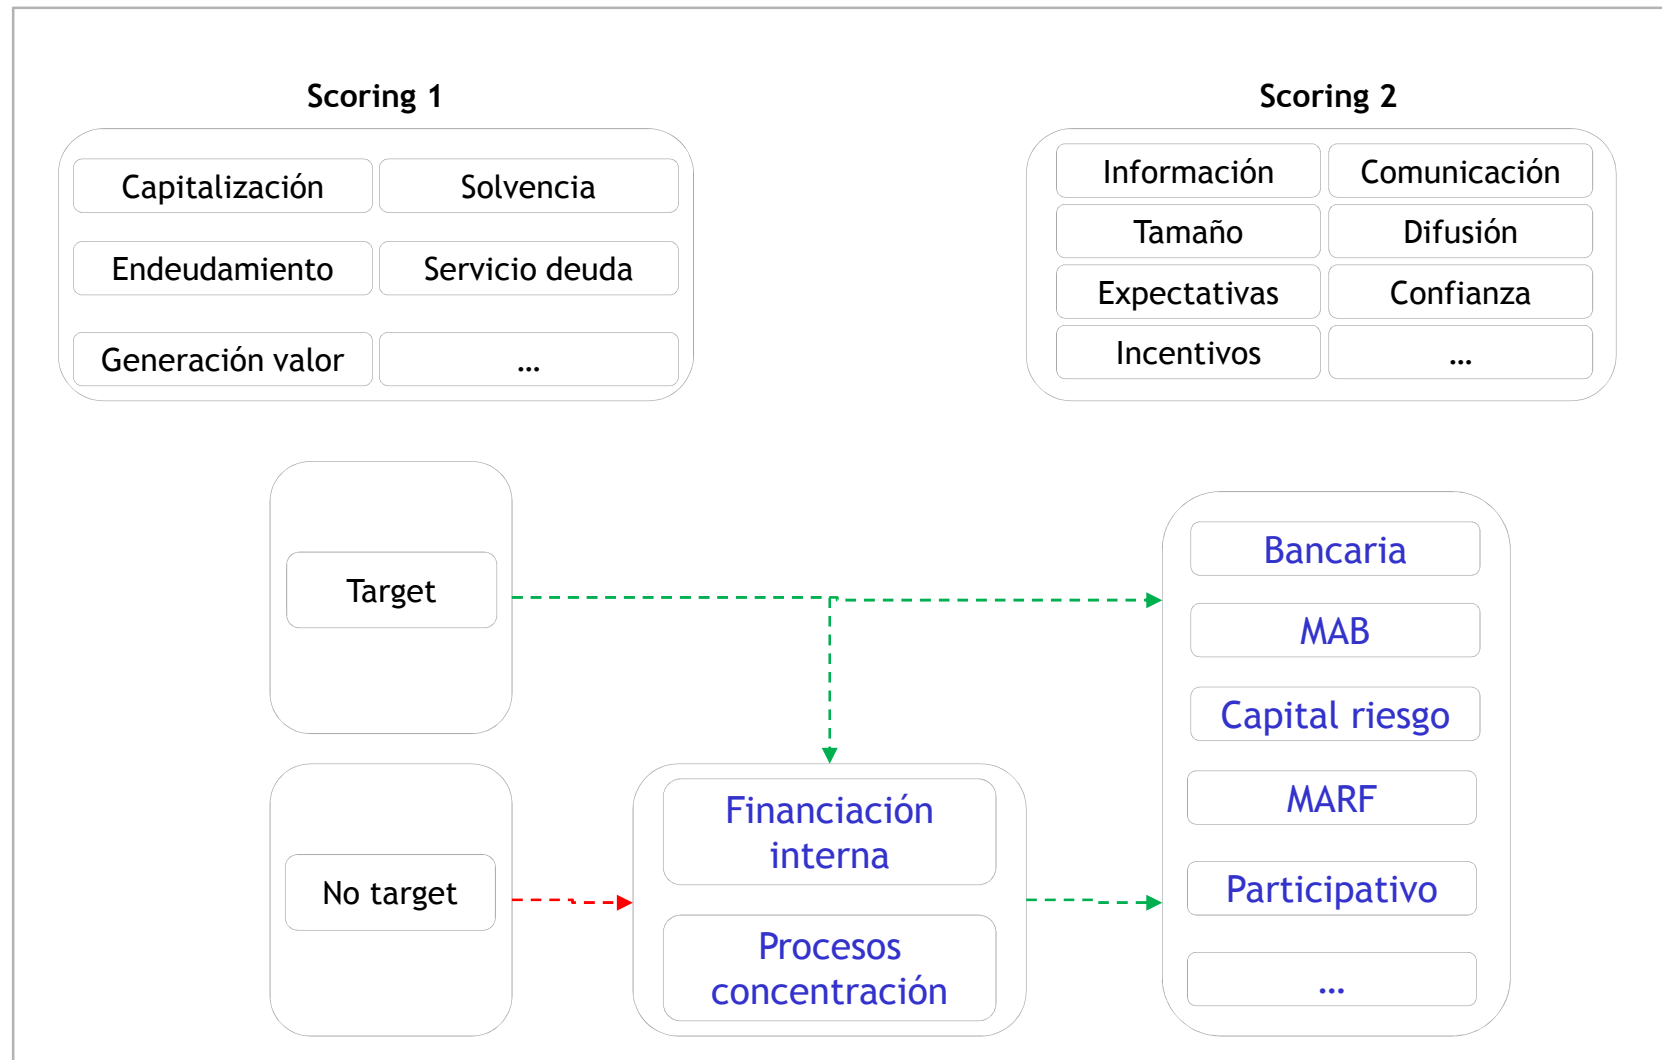 Scoring 1
Capitalización
Solvencia
Endeudamiento
Servicio deuda
Generación valor
...
Scoring 2
Información
Comunicación
Tamaño
Difusión
Expectativas
Confianza
Incentivos
...
Target
No target
Financiación
interna
Procesos
concentración
Bancaria
MAB
Capital riesgo
MARF
Participativo
...